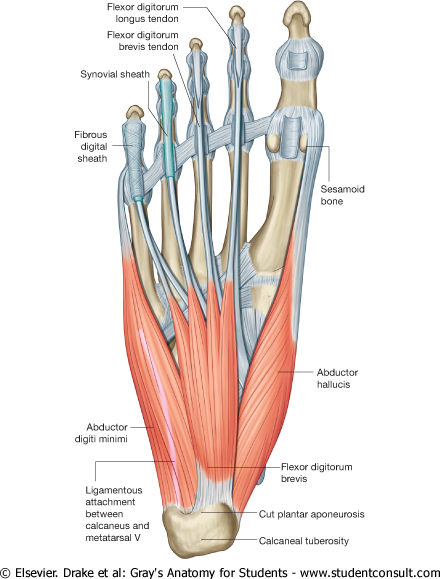 Flexor digitorum
longus tendon
Flexor digitorum
brevis tendon
Synovial sheath
Fibrous
digital
sheath
Sesamoid
bone
Abductor
hallucis
Abductor
digiti minimi
Flexor digitorum
brevis
Ligamentous
attachment
between
calcaneus and
metatarsal V
Cut plantar aponeurosis
Calcaneal tuberosity
© Elsevier. Drake et al: Gray's Anatomy for Students - www.studentconsult.com